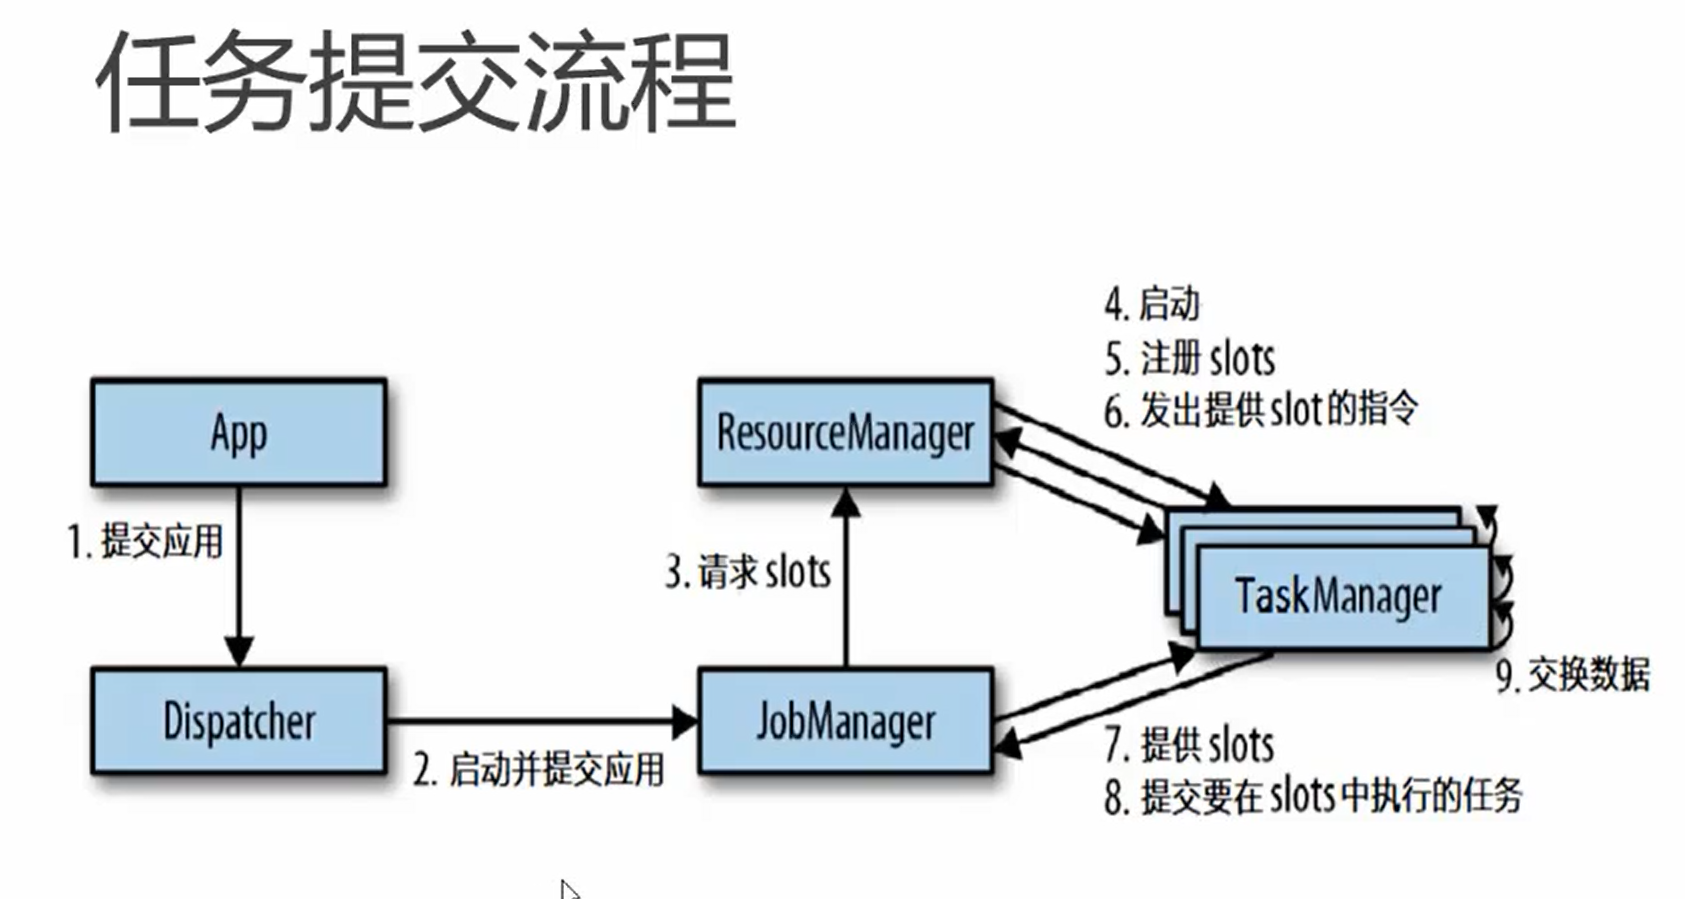 任务提交流程
4. 启动
5. 注册 slots
6. 发出提供 slot 的指令
App
ResourceManager
1. 提交应用
3. 请求 slots
TaskManager
9. 交换数据
Dispatcher
JobManager
2. 启动并提交应用
7. 提供 slots
8. 提交要在 slots 中执行的任务